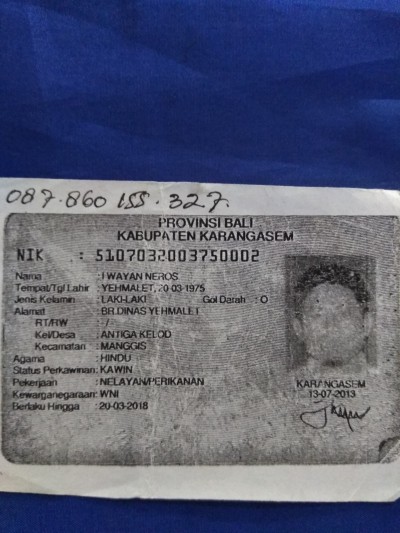 087.860 155.327.
PROVINSI BALI
KABUPATEN KARANGASEM
NIK : 5107032003750002
Nama : I WAYAN NEROS
Tempat/Tgl Lahir : YEHMALET, 20-03-1975
Jenis Kelamin : LAKI-LAKI Gol Darah : O
Alamat : BR.DINAS YEHMALET
RT/RW : - / -
Kel/Desa : ANTIGA KELOD
Kecamatan : MANGGIS
Agama : HINDU
Status Perkawinan: KAWIN
Pekerjaan : NELAYAN/PERIKANAN
Kewarganegaraan: WNI
Berlaku Hingga : 20-03-2018
KARANGASEM
13-07-2013